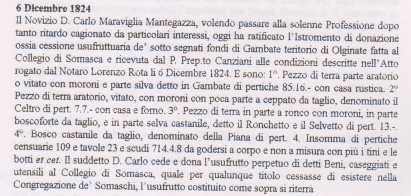 6 Dicembre 1824
Il Novizio D. Carlo Maraviglia Mantegazza, volendo passare alla solenne Professione dopo
tanto ritardo cagionato da particolari interessi, oggi ha ratificato l'Istromento di donazione
ossia cessione usufruttuaria de' sotto segnati fondi di Gambate teritorio di Olginate fatta al
Collegio di Somasca e ricevuta dal P. Prep.to Canziani alle condizioni descritte nell'Atto
rogato dal Notaro Lorenzo Rota li 6 Dicembre 1824. E sono: 1°. Pezzo di terra parte aratorio
o vitato con moroni e parte silva detto in Gambate di pertiche 85.16.- con casa rustica. 2°
Pezzo di terra aratorio, vitato, con moroni con poca parte a ceppato da taglio, denominato il
Celtro di pert. 7.7.- con casa e forno. 3°. Pezzo di terra in parte a ronco con moroni, in parte
boscoforte da taglio, e in parte selva castanile, detto il Ronchetto e il Selvetto di pert. 13.-.
4°. Bosco castanile da taglio, denominato della Piana di pert. 4. Insomma di pertiche
censuarie 109 e tavole 23 e scudi 714.4.8 da godersi a corpo e non a misura con più i tini e le
botti et cet. Il suddetto D. Carlo cede e dona l'usufrutto perpetuo di detti Beni, caseggiati e
utensili al Collegio di Somasca, quale per qualunque titolo cessasse di esistere nella
Congregazione de' Somaschi, l'usufrutto costituito come sopra si riterrà